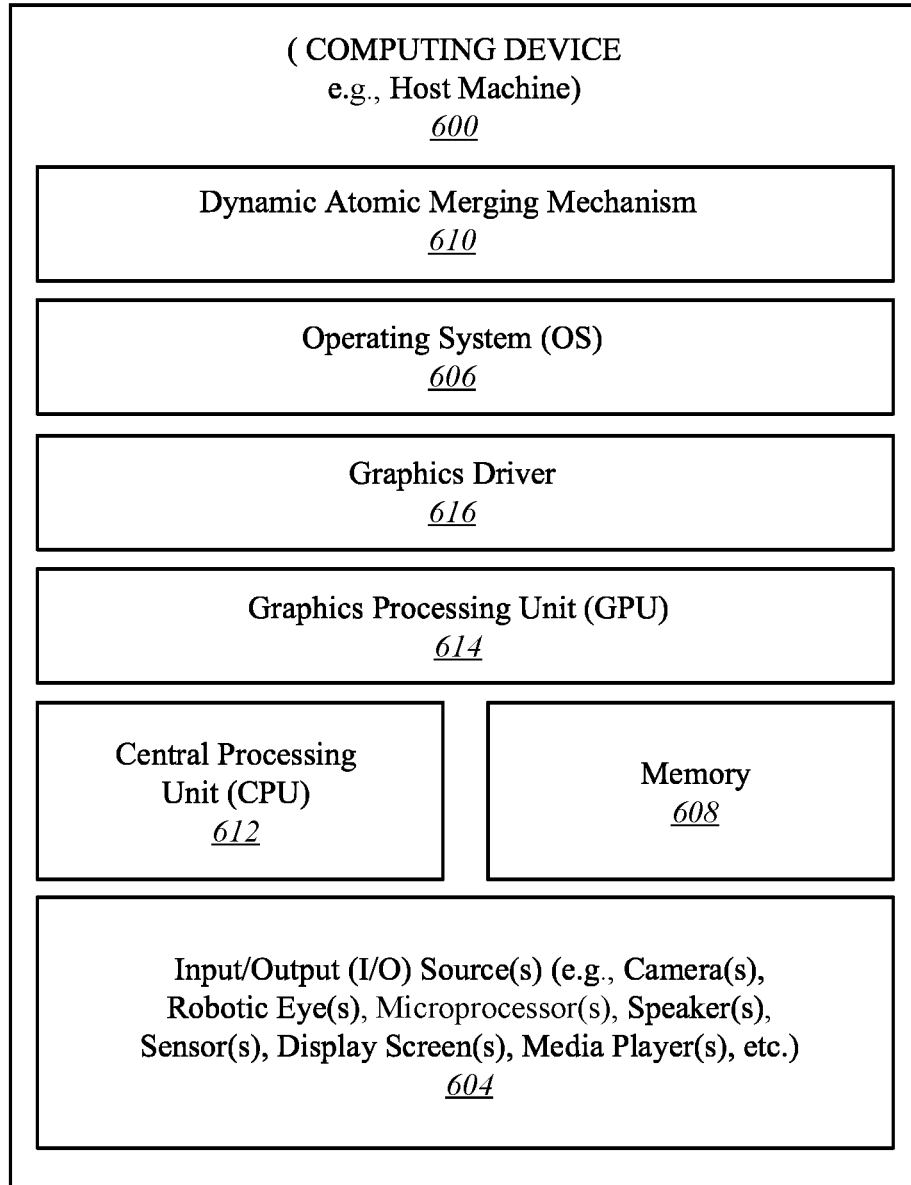 ( COMPUTING DEVICE
e.g., Host Machine)
600
Dynamic Atomic Merging Mechanism
610
Operating System (OS)
606
Graphics Driver
616
Graphics Processing Unit (GPU)
614
Central Processing
Unit (CPU)
612
Memory
608
Input/Output (I/O) Source(s) (e.g., Camera(s),
Robotic Eye(s), Microprocessor(s), Speaker(s),
Sensor(s), Display Screen(s), Media Player(s), etc.)
604